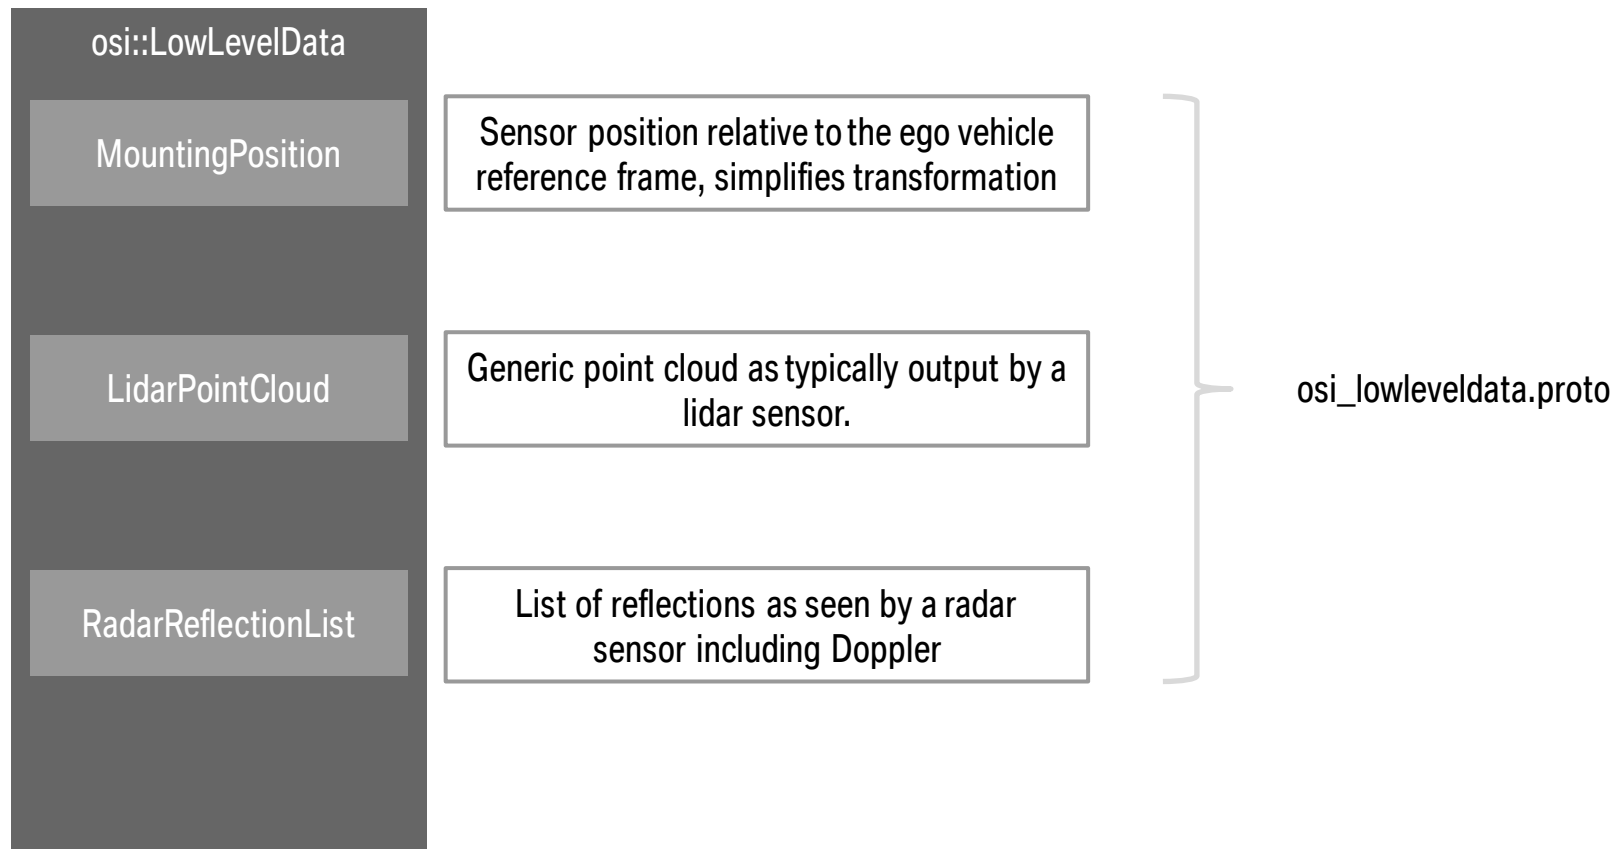 osi::LowLevelData
MountingPosition
Sensor position relative to the ego vehicle
reference frame, simplifies transformation
LidarPointCloud
Generic point cloud as typically output by a
lidar sensor.
osi_lowleveldata.proto
RadarReflectionList
List of reflections as seen by a radar
sensor including Doppler